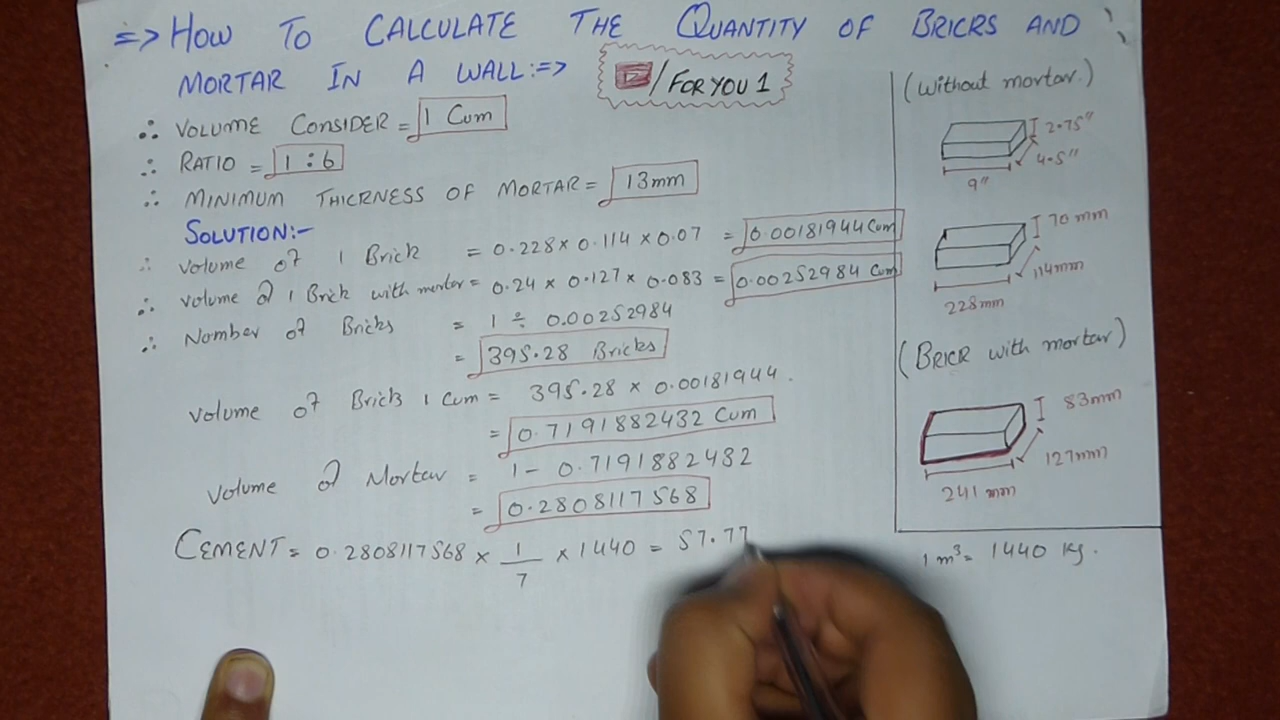 => HOW TO CALCULATE THE QUANTITY OF BRICKS AND
MORTAR IN A WALL:=>
/FOR YOU 1
∴ VOLUME CONSIDER = 1 Cum
∴ RATIO = 1 : 6
∴ MINIMUM THICKNESS OF MORTAR = 13mm
SOLUTION:-
∴ Volume of 1 Brick = 0.228 x 0.114 x 0.07 = 0.00181944 Cum
∴ Volume of 1 Brick with mortar = 0.24 x 0.127 x 0.083 = 0.00252984 Cum
∴ Number of Bricks = 1 ÷ 0.00252984
= 395.28 Bricks
Volume of Brick 1 Cum = 395.28 x 0.00181944.
= 0.7191882432 Cum
Volume of Mortar = 1 - 0.7191882432
= 0.2808117568
CEMENT = 0.2808117568 x 1/7 x 1440 = 57.77
(Without mortar.)
2.75"
4.5"
9"
70 mm
114mm
228mm
(BRICK with mortar)
83mm
127mm
241 mm
1 m³ = 1440 kg.